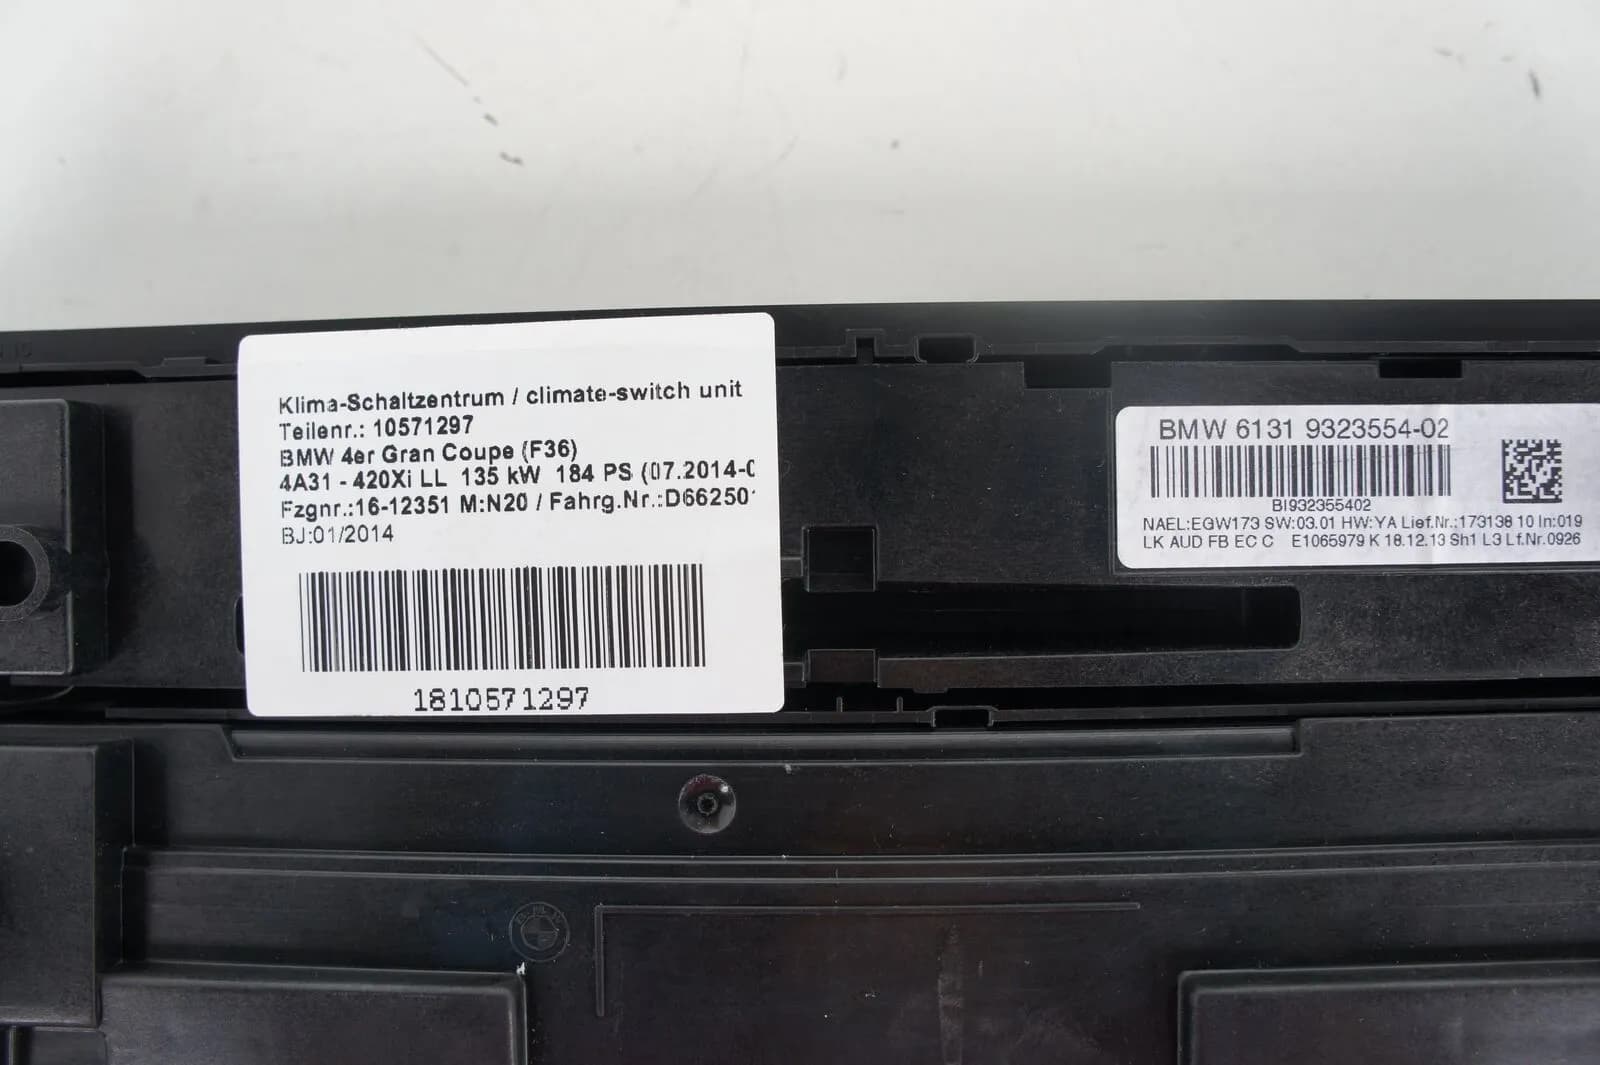 Klima-Schaltzentrum / climate-switch unit
Teilenr.: 10571297
BMW 4er Gran Coupe (F36)
4A31 - 420Xi LL 135 kW 184 PS (07.2014-0
Fzgnr.:16-12351 M:N20 / Fahrg.Nr.:D66250
BJ:01/2014
1810571297
BMW 6131 9323554-02
BI932355402
NAEL:EGW173 SW:03.01 HW:YA Lief.Nr.:173138 10 In:019
LK AUD FB EC C E1065979 K 18.12.13 Sh1 L3 Lf.Nr.0926